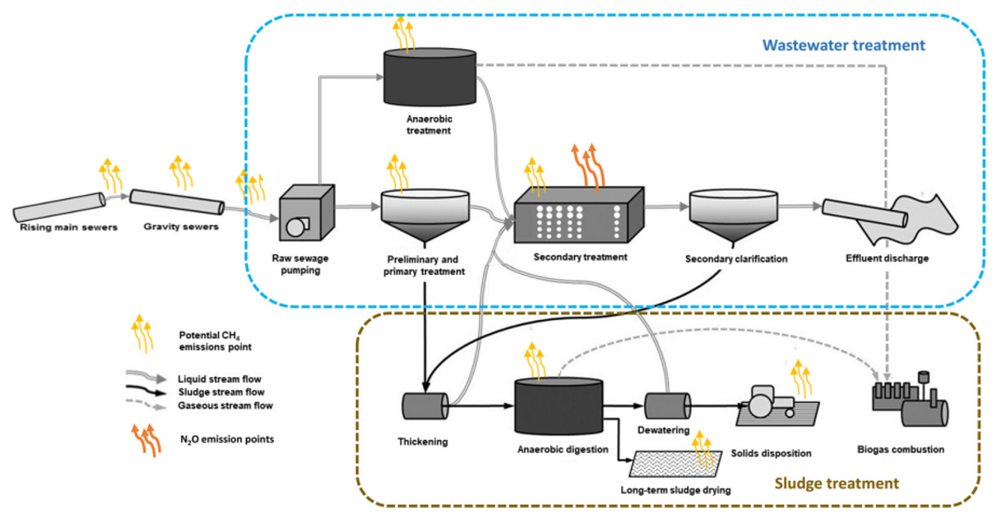 Wastewater treatment
Anaerobic
treatment
Rising main sewers
Gravity sewers
Raw sewage
pumping
Preliminary and
primary treatment
Secondary treatment
Secondary clarification
Effluent discharge
Potential CH₄
emissions point
Liquid stream flow
Sludge stream flow
Gaseous stream flow
N₂O emission points
Thickening
Anaerobic digestion
Dewatering
Solids disposition
Biogas combustion
Long-term sludge drying
Sludge treatment